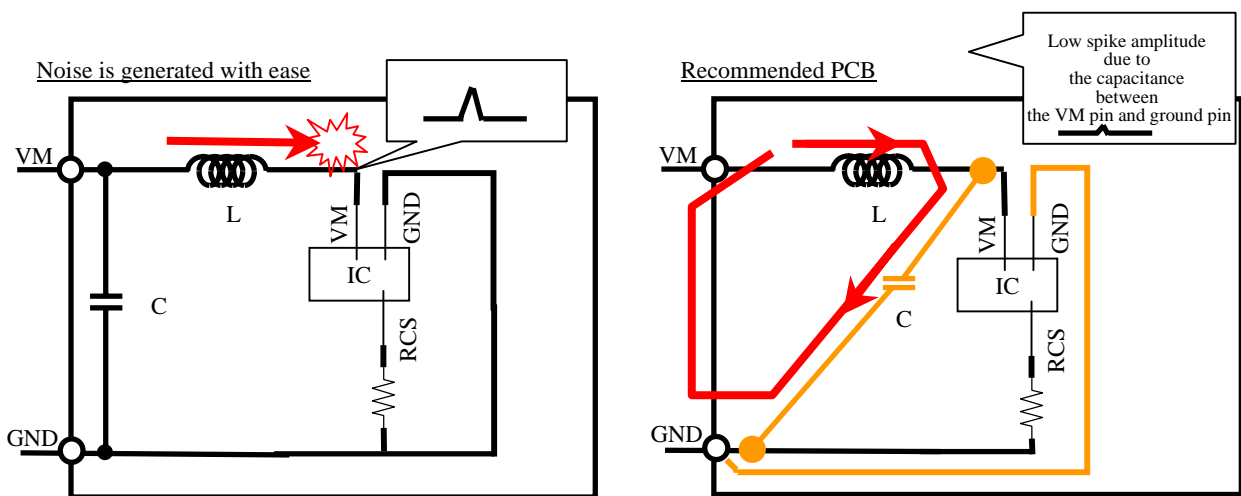 Noise is generated with ease
VM
L
VM
GND
IC
C
RCS
GND
Recommended PCB
Low spike amplitude
due to
the capacitance
between
the VM pin and ground pin
VM
L
VM
GND
IC
C
RCS
GND